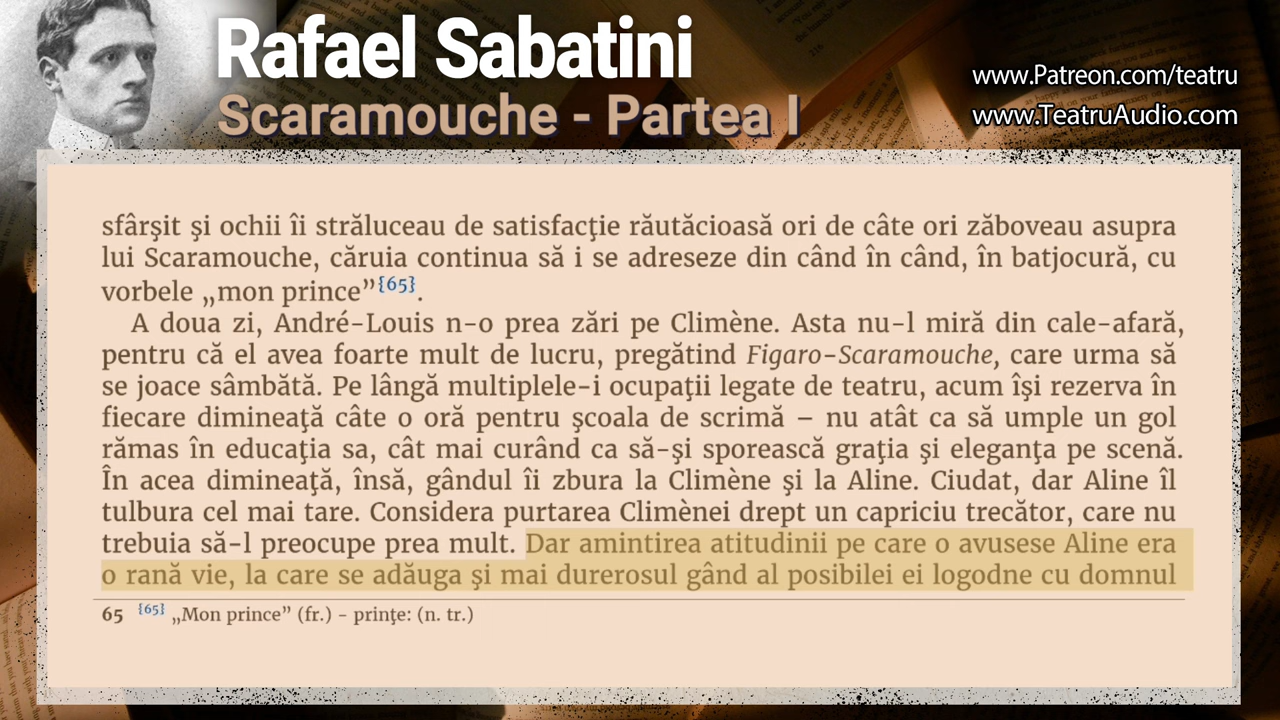 Rafael Sabatini
Scaramouche - Partea I
www.Patreon.com/teatru
www.TeatruAudio.com
sfârşit şi ochii îi străluceau de satisfacţie răutăcioasă ori de câte ori zăboveau asupra
lui Scaramouche, căruia continua să i se adreseze din când în când, în batjocură, cu
vorbele „mon prince”{65}.
A doua zi, André-Louis n-o prea zări pe Climène. Asta nu-l miră din cale-afară,
pentru că el avea foarte mult de lucru, pregătind Figaro-Scaramouche, care urma să
se joace sâmbătă. Pe lângă multiplele-i ocupaţii legate de teatru, acum îşi rezerva în
fiecare dimineaţă câte o oră pentru şcoala de scrimă – nu atât ca să umple un gol
rămas în educaţia sa, cât mai curând ca să-şi sporească graţia şi eleganţa pe scenă.
În acea dimineaţă, însă, gândul îi zbura la Climène şi la Aline. Ciudat, dar Aline îl
tulbura cel mai tare. Considera purtarea Climènei drept un capriciu trecător, care nu
trebuia să-l preocupe prea mult. Dar amintirea atitudinii pe care o avusese Aline era
o rană vie, la care se adăuga şi mai durerosul gând al posibilei ei logodne cu domnul
65 {65} „Mon prince” (fr.) - prinţe: (n. tr.)